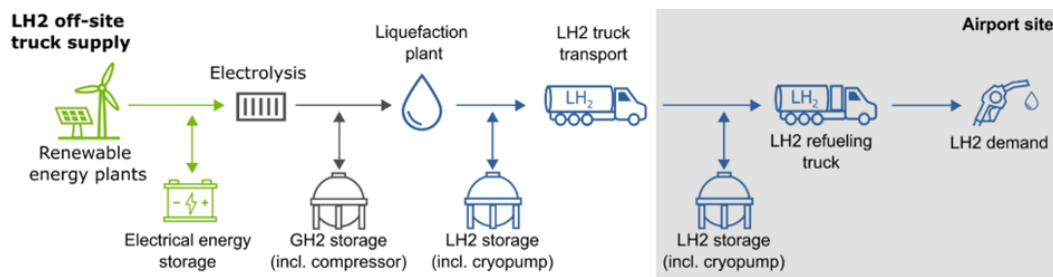 LH2 off-site
truck supply
Airport site
Electrolysis
Liquefaction
plant
LH2 truck
transport
LH₂
LH₂
Renewable
energy plants
LH2 refueling
truck
LH2 demand
Electrical energy
storage
GH2 storage
(incl. compressor)
LH2 storage
(incl. cryopump)
LH2 storage
(incl. cryopump)